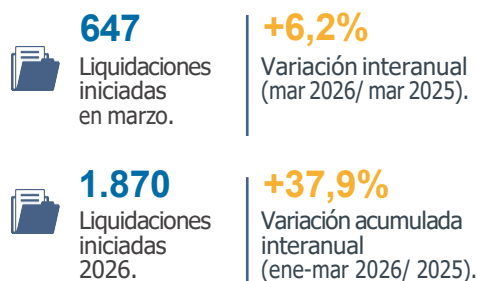 647
Liquidaciones
iniciadas
en marzo.
+6,2%
Variación interanual
(mar 2026/ mar 2025).
1.870
Liquidaciones
iniciadas
2026.
+37,9%
Variación acumulada
interanual
(ene-mar 2026/ 2025).